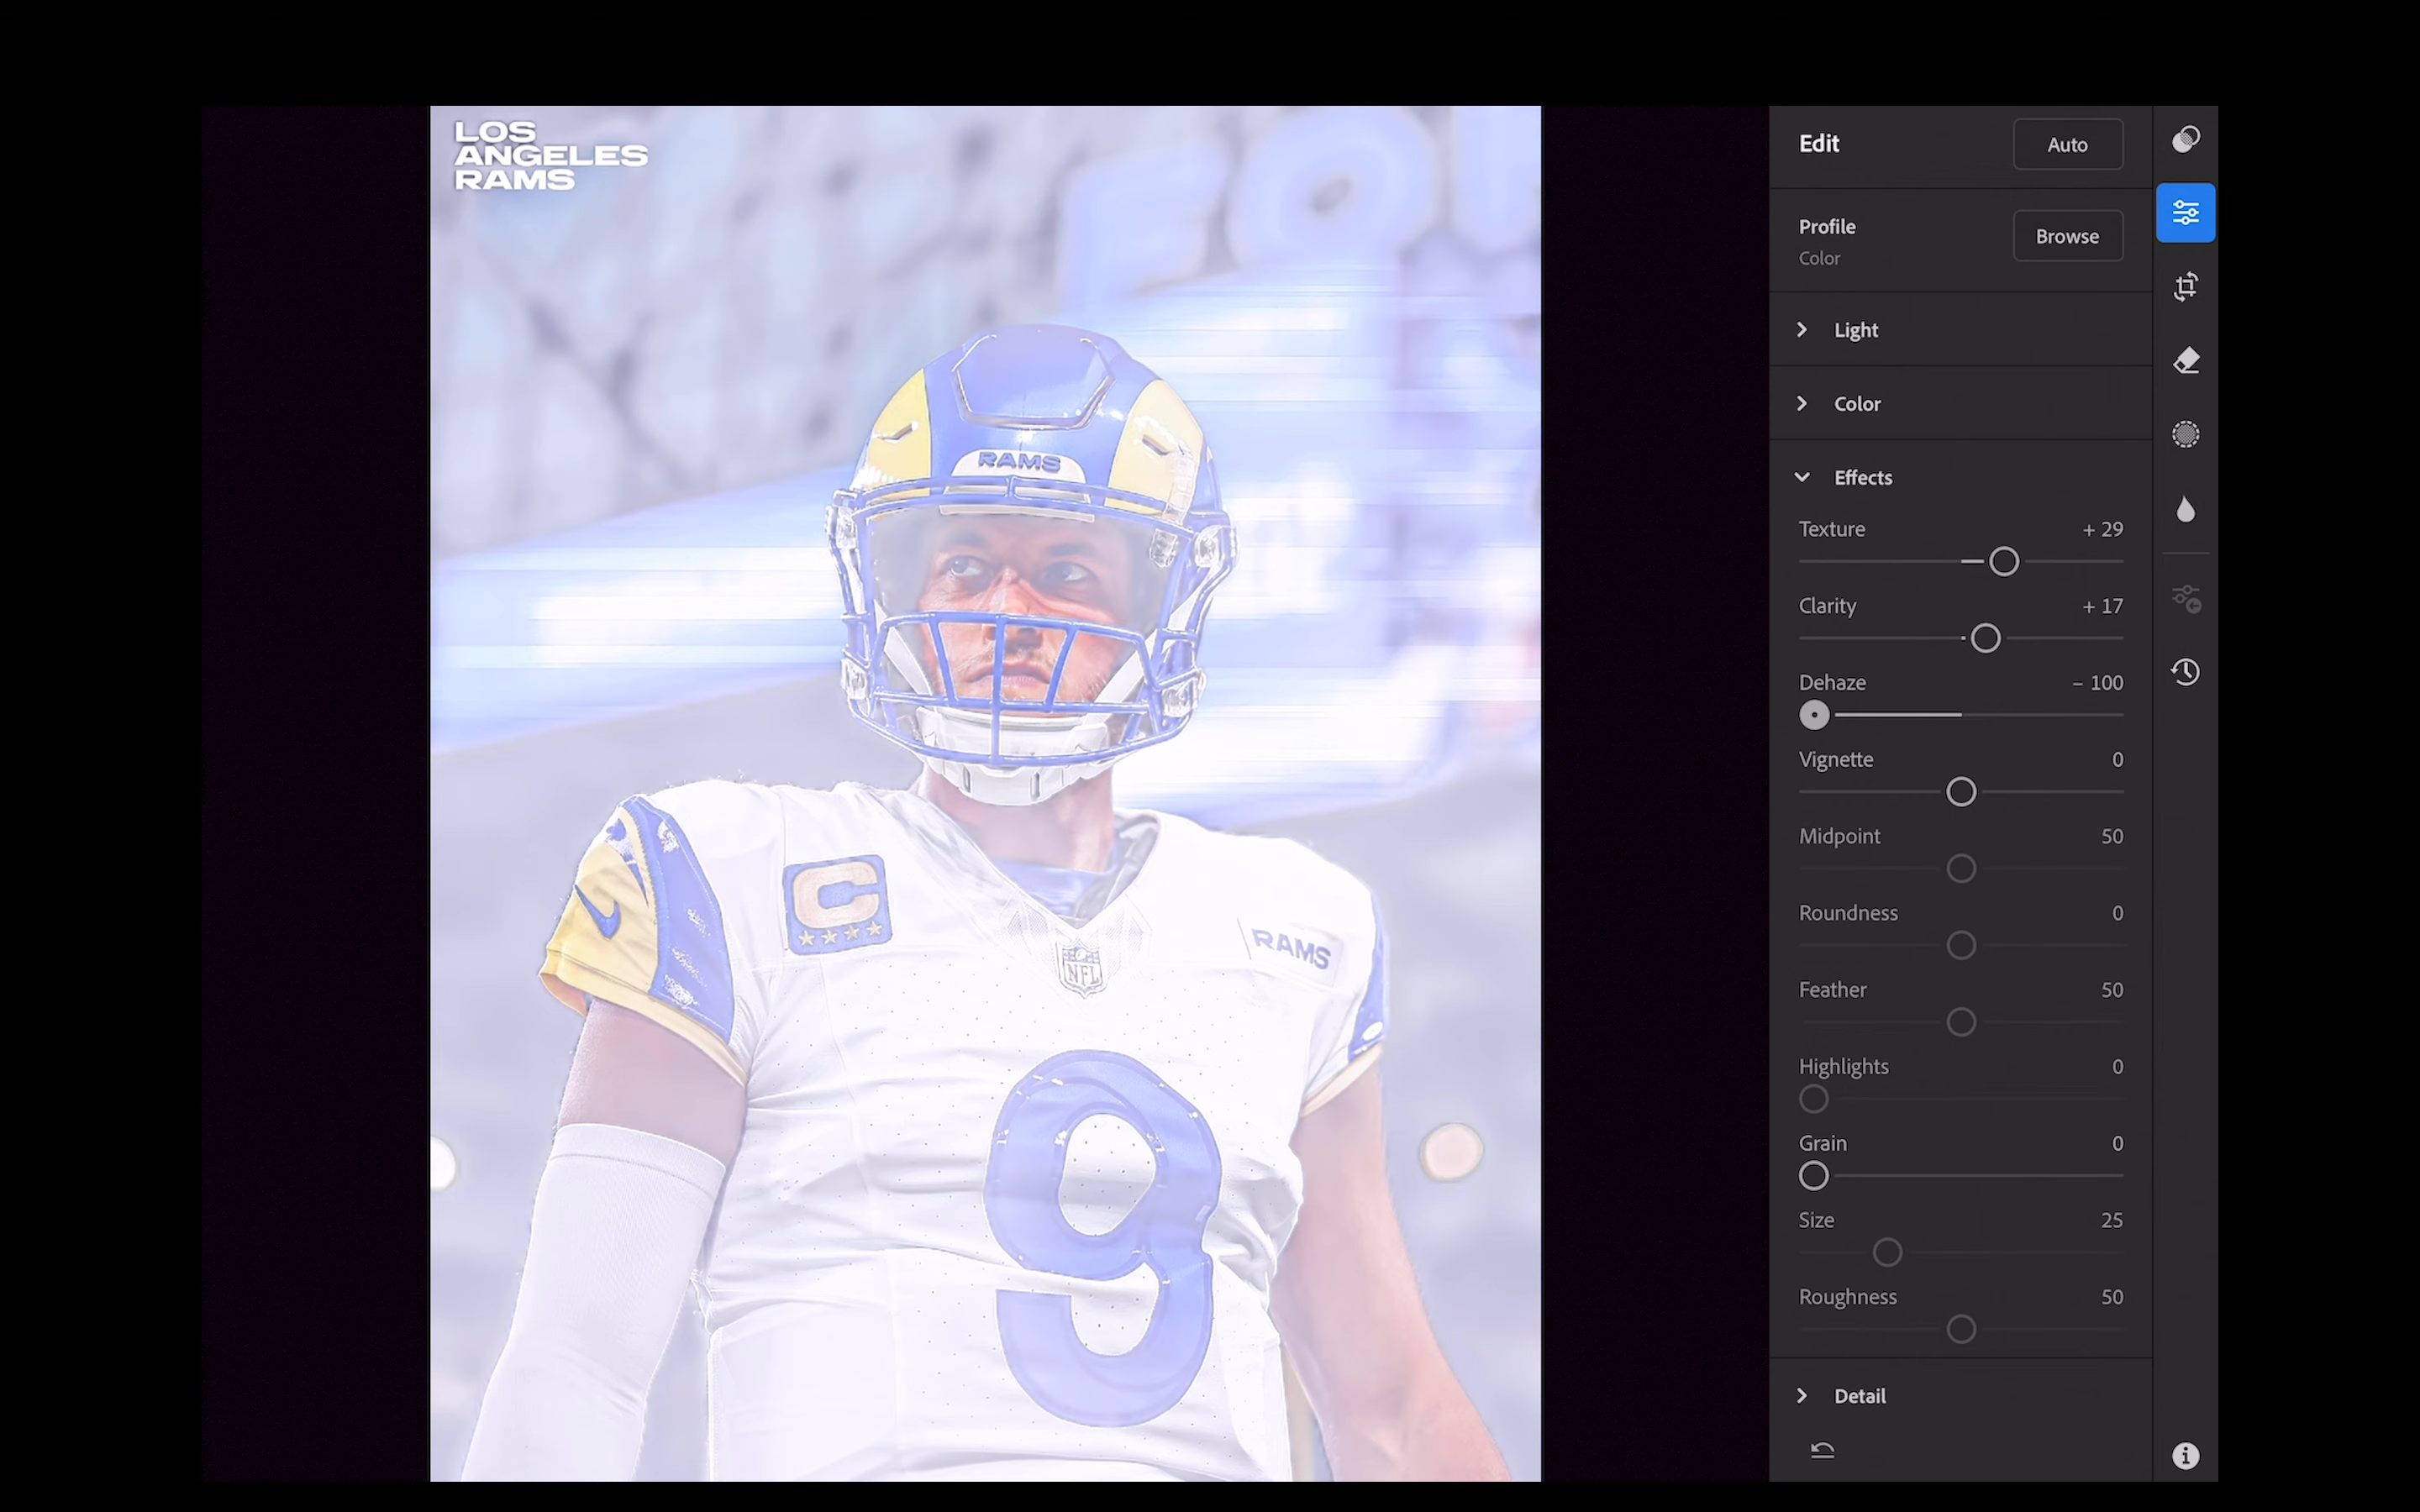 LOS
ANGELES
RAMS
RAMS
C
RAMS
NFL
9
Edit
Auto
Profile
Browse
Color
Light
Color
Effects
Texture + 29
Clarity + 17
Dehaze − 100
Vignette 0
Midpoint 50
Roundness 0
Feather 50
Highlights 0
Grain 0
Size 25
Roughness 50
Detail